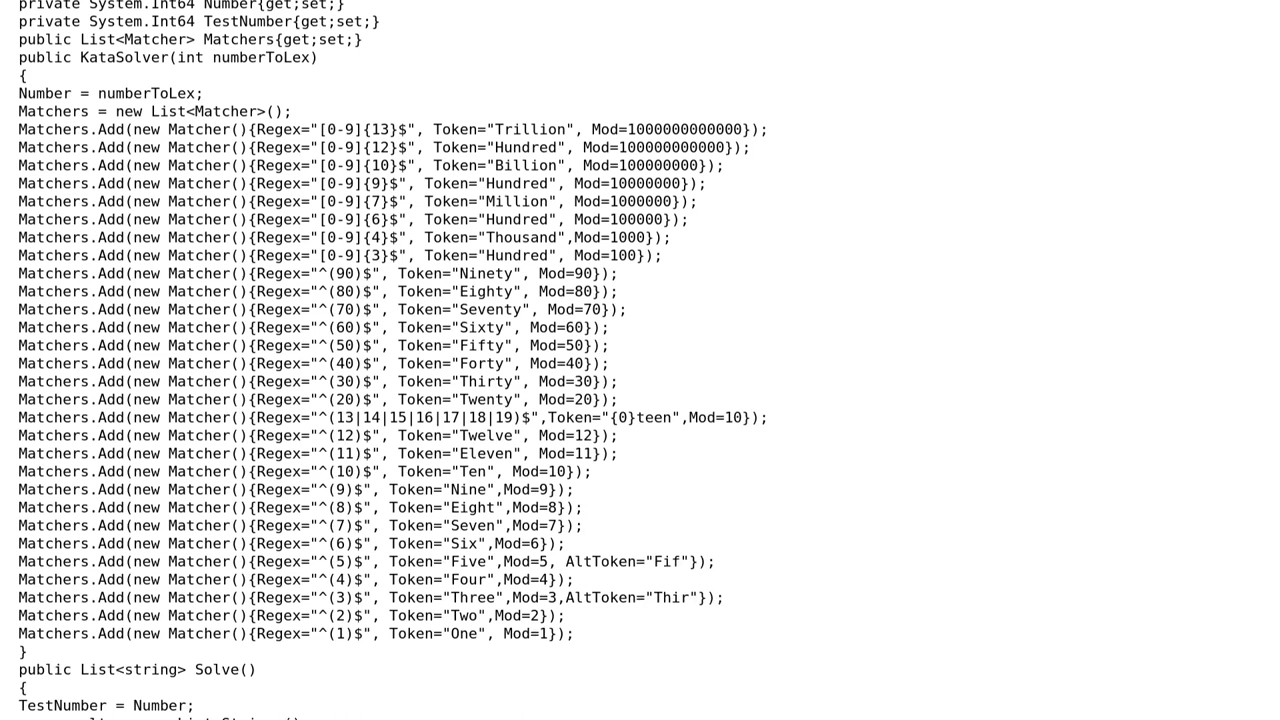 private System.Int64 Number{get;set;}
private System.Int64 TestNumber{get;set;}
public List<Matcher> Matchers{get;set;}
public KataSolver(int numberToLex)
{
Number = numberToLex;
Matchers = new List<Matcher>();
Matchers.Add(new Matcher(){Regex="[0-9]{13}$", Token="Trillion", Mod=1000000000000});
Matchers.Add(new Matcher(){Regex="[0-9]{12}$", Token="Hundred", Mod=100000000000});
Matchers.Add(new Matcher(){Regex="[0-9]{10}$", Token="Billion", Mod=100000000});
Matchers.Add(new Matcher(){Regex="[0-9]{9}$", Token="Hundred", Mod=10000000});
Matchers.Add(new Matcher(){Regex="[0-9]{7}$", Token="Million", Mod=1000000});
Matchers.Add(new Matcher(){Regex="[0-9]{6}$", Token="Hundred", Mod=100000});
Matchers.Add(new Matcher(){Regex="[0-9]{4}$", Token="Thousand",Mod=1000});
Matchers.Add(new Matcher(){Regex="[0-9]{3}$", Token="Hundred", Mod=100});
Matchers.Add(new Matcher(){Regex="^(90)$", Token="Ninety", Mod=90});
Matchers.Add(new Matcher(){Regex="^(80)$", Token="Eighty", Mod=80});
Matchers.Add(new Matcher(){Regex="^(70)$", Token="Seventy", Mod=70});
Matchers.Add(new Matcher(){Regex="^(60)$", Token="Sixty", Mod=60});
Matchers.Add(new Matcher(){Regex="^(50)$", Token="Fifty", Mod=50});
Matchers.Add(new Matcher(){Regex="^(40)$", Token="Forty", Mod=40});
Matchers.Add(new Matcher(){Regex="^(30)$", Token="Thirty", Mod=30});
Matchers.Add(new Matcher(){Regex="^(20)$", Token="Twenty", Mod=20});
Matchers.Add(new Matcher(){Regex="^(13|14|15|16|17|18|19)$",Token="{0}teen",Mod=10});
Matchers.Add(new Matcher(){Regex="^(12)$", Token="Twelve", Mod=12});
Matchers.Add(new Matcher(){Regex="^(11)$", Token="Eleven", Mod=11});
Matchers.Add(new Matcher(){Regex="^(10)$", Token="Ten", Mod=10});
Matchers.Add(new Matcher(){Regex="^(9)$", Token="Nine",Mod=9});
Matchers.Add(new Matcher(){Regex="^(8)$", Token="Eight",Mod=8});
Matchers.Add(new Matcher(){Regex="^(7)$", Token="Seven",Mod=7});
Matchers.Add(new Matcher(){Regex="^(6)$", Token="Six",Mod=6});
Matchers.Add(new Matcher(){Regex="^(5)$", Token="Five",Mod=5, AltToken="Fif"});
Matchers.Add(new Matcher(){Regex="^(4)$", Token="Four",Mod=4});
Matchers.Add(new Matcher(){Regex="^(3)$", Token="Three",Mod=3,AltToken="Thir"});
Matchers.Add(new Matcher(){Regex="^(2)$", Token="Two",Mod=2});
Matchers.Add(new Matcher(){Regex="^(1)$", Token="One", Mod=1});
}
public List<string> Solve()
{
TestNumber = Number;